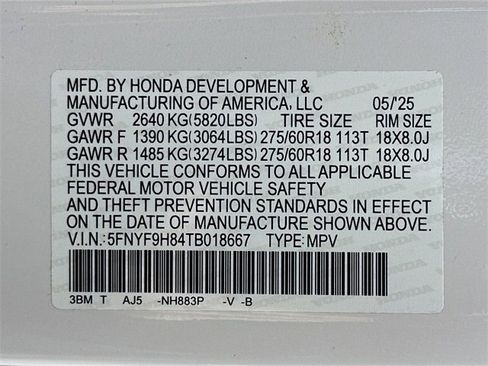 MFD. BY HONDA DEVELOPMENT &
MANUFACTURING OF AMERICA, LLC 05/'25
GVWR 2640 KG(5820LBS) TIRE SIZE RIM SIZE
GAWR F 1390 KG(3064LBS) 275/60R18 113T 18X8.0J
GAWR R 1485 KG(3274LBS) 275/60R18 113T 18X8.0J
THIS VEHICLE CONFORMS TO ALL APPLICABLE
FEDERAL MOTOR VEHICLE SAFETY
AND THEFT PREVENTION STANDARDS IN EFFECT
ON THE DATE OF MANUFACTURE SHOWN ABOVE.
V.I.N.:5FNYF9H84TB018667 TYPE:MPV
3BM T AJ5 -NH883P -V -B